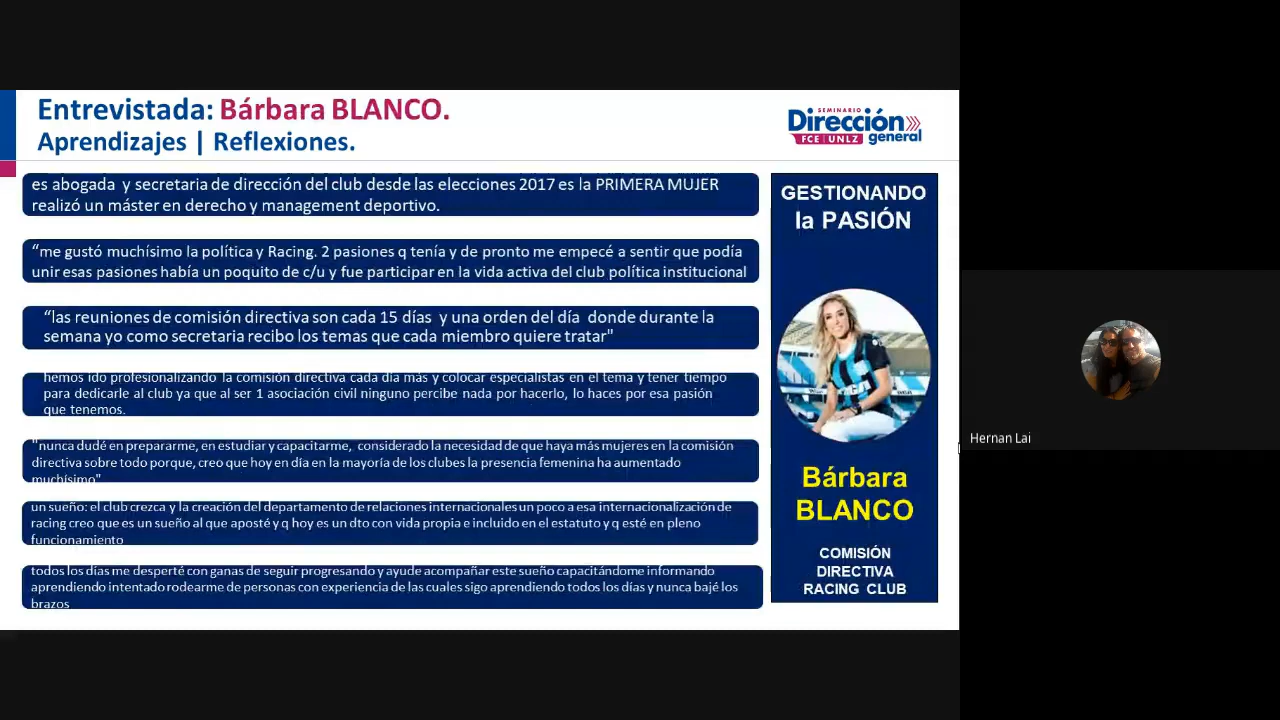 Entrevistada: Bárbara BLANCO.
Aprendizajes | Reflexiones.
SEMINARIO
Dirección
FCE | UNLZ general
es abogada y secretaria de dirección del club desde las elecciones 2017 es la PRIMERA MUJER
realizó un máster en derecho y management deportivo.
“me gustó muchísimo la política y Racing. 2 pasiones q tenía y de pronto me empecé a sentir que podía
unir esas pasiones había un poquito de c/u y fue participar en la vida activa del club política institucional
“las reuniones de comisión directiva son cada 15 días y una orden del día donde durante la
semana yo como secretaria recibo los temas que cada miembro quiere tratar"
hemos ido profesionalizando la comisión directiva cada día más y colocar especialistas en el tema y tener tiempo
para dedicarle al club ya que al ser 1 asociación civil ninguno percibe nada por hacerlo, lo haces por esa pasión
que tenemos.
"nunca dudé en prepararme, en estudiar y capacitarme, considerado la necesidad de que haya más mujeres en la comisión
directiva sobre todo porque, creo que hoy en día en la mayoría de los clubes la presencia femenina ha aumentado
muchísimo"
un sueño: el club crezca y la creación del departamento de relaciones internacionales un poco a esa internacionalización de
racing creo que es un sueño al que aposté y q hoy es un dto con vida propia e incluido en el estatuto y q esté en pleno
funcionamiento
todos los días me desperté con ganas de seguir progresando y ayude acompañar este sueño capacitándome informando
aprendiendo intentado rodearme de personas con experiencia de las cuales sigo aprendiendo todos los días y nunca bajé los
brazos
GESTIONANDO
la PASIÓN
Bárbara
BLANCO
COMISIÓN
DIRECTIVA
RACING CLUB
Hernan Lai